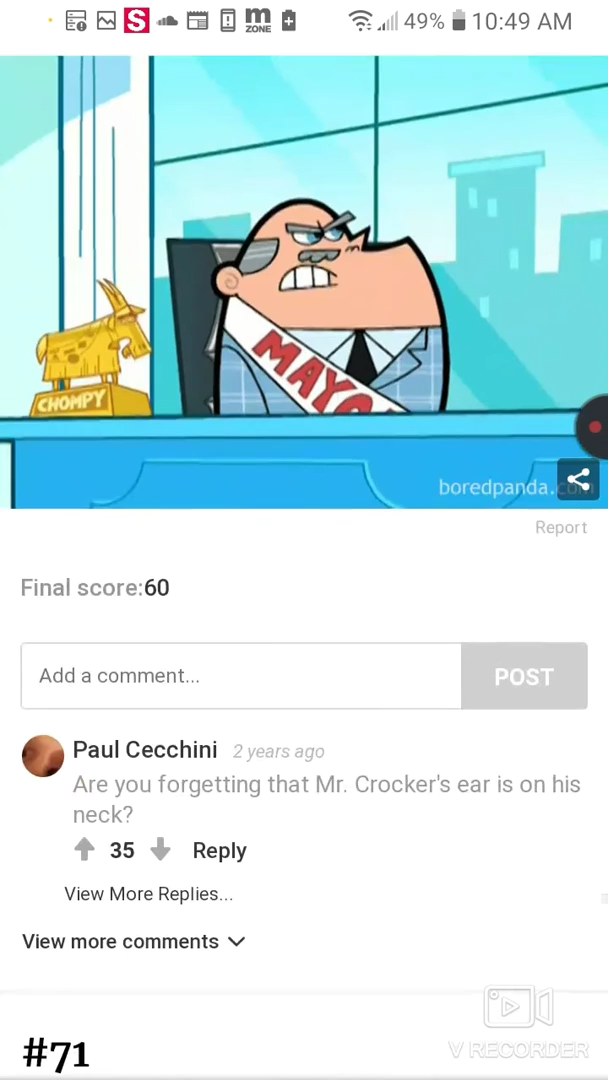 S
m
ZONE
49%
10:49 AM
CHOMPY
MAYO
boredpanda.com
Report
Final score:60
Add a comment...
POST
Paul Cecchini 2 years ago
Are you forgetting that Mr. Crocker's ear is on his
neck?
35
Reply
View More Replies...
View more comments
#71
V RECORDER